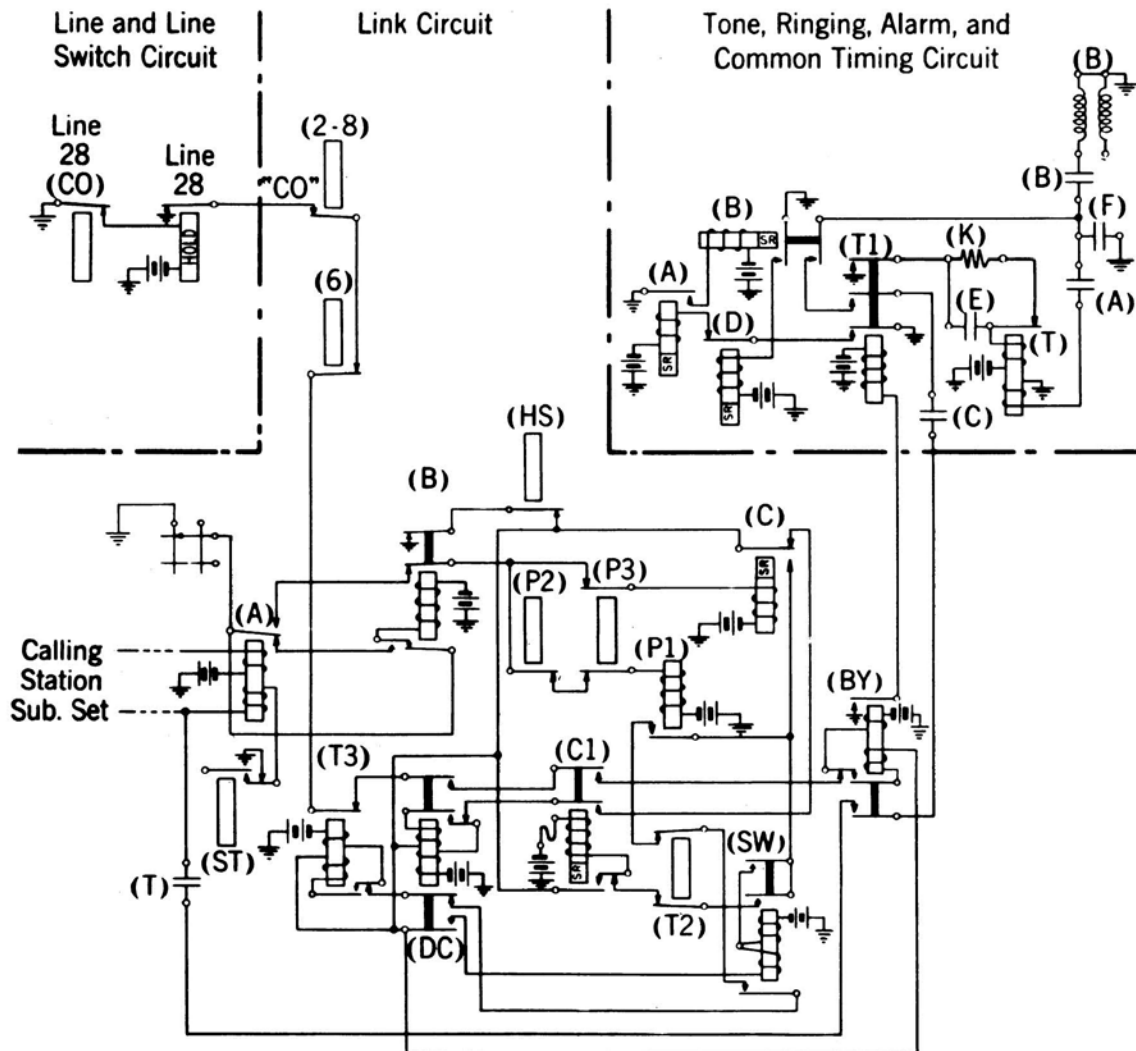 Line and Line
Switch Circuit
Link Circuit
Tone, Ringing, Alarm, and
Common Timing Circuit
(B)
Line
28
(CO)
Line
28
"CO"
(2-8)
HOLD
(6)
(B)
SR
(A)
SR
(D)
SR
(T1)
(K)
(E)
(T)
(B)
(F)
(A)
(C)
(HS)
(B)
(C)
SR
(P2)
(P3)
(P1)
(A)
Calling
Station
Sub. Set
(BY)
(T3)
(C1)
SR
(ST)
(T)
(DC)
(T2)
(SW)